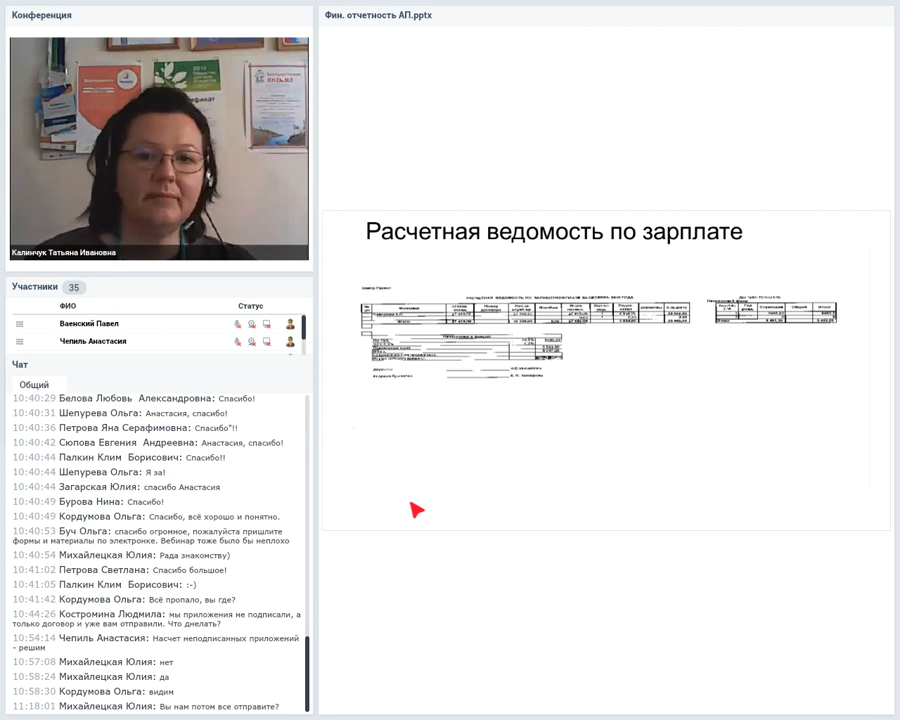 Конференция
Калинчук Татьяна Ивановна
Участники 35
ФИО Статус
Ваенский Павел
Чепиль Анастасия
Чат
Общий
10:40:29 Белова Любовь Александровна: Спасибо!
10:40:31 Шепурева Ольга: Анастасия, спасибо!
10:40:36 Петрова Яна Серафимовна: Спасибо"!!
10:40:42 Сюпова Евгения Андреевна: Анастасия, спасибо!
10:40:44 Палкин Клим Борисович: Спасибо!!
10:40:44 Шепурева Ольга: Я за!
10:40:44 Загарская Юлия: спасибо Анастасия
10:40:49 Бурова Нина: Спасибо!
10:40:49 Кордумова Ольга: Спасибо, всё хорошо и понятно.
10:40:53 Буч Ольга: спасибо огромное, пожалуйста пришлите
формы и материалы по электронке. Вебинар тоже было бы неплохо
10:40:54 Михайлецкая Юлия: Рада знакомству)
10:41:02 Петрова Светлана: Спасибо большое!
10:41:05 Палкин Клим Борисович: :-)
10:41:42 Кордумова Ольга: Всё пропало, вы где?
10:44:26 Костромина Людмила: мы приложения не подписали, а
только договор и уже вам отправили. Что днелать?
10:54:14 Чепиль Анастасия: Насчет неподписанных приложений
- решим
10:57:08 Михайлецкая Юлия: нет
10:58:24 Михайлецкая Юлия: да
10:58:30 Кордумова Ольга: видим
11:18:01 Михайлецкая Юлия: Вы нам потом все отправите?
Фин. отчетность АП.pptx
Расчетная ведомость по зарплате